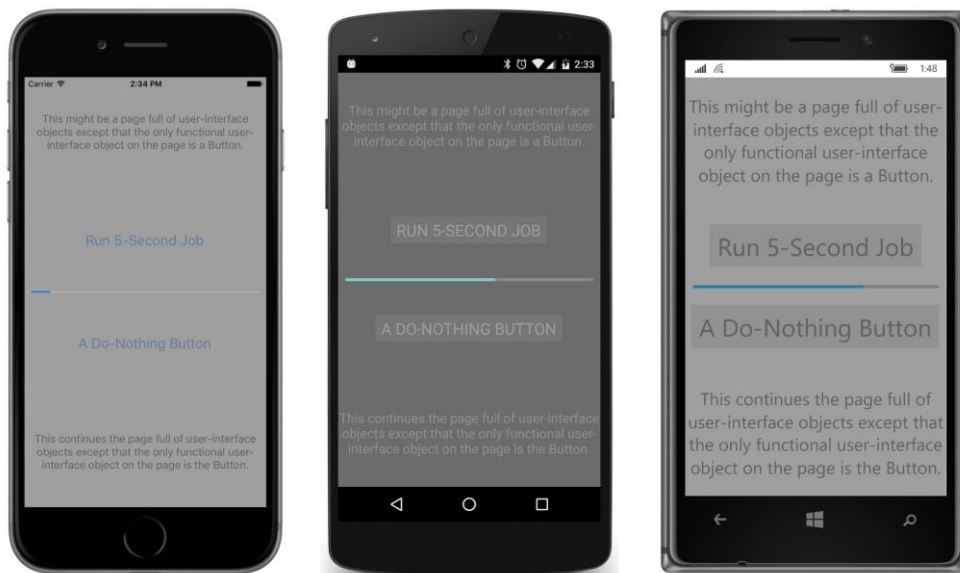 Carrier
2:34 PM
This might be a page full of user-interface
objects except that the only functional user-
interface object on the page is a Button.
Run 5-Second Job
A Do-Nothing Button
This continues the page full of user-interface
objects except that the only functional user-
interface object on the page is the Button.
2:33
This might be a page full of user-interface
objects except that the only functional user-
interface object on the page is a Button.
RUN 5-SECOND JOB
A DO-NOTHING BUTTON
This continues the page full of user-interface
objects except that the only functional user-
interface object on the page is the Button.
1:48
This might be a page full of user-
interface objects except that the
only functional user-interface
object on the page is a Button.
Run 5-Second Job
A Do-Nothing Button
This continues the page full of
user-interface objects except that
the only functional user-interface
object on the page is the Button.